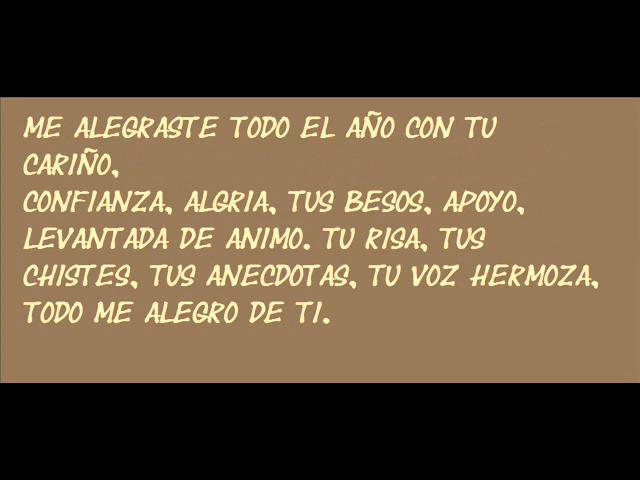 ME ALEGRASTE TODO EL AÑO CON TU
CARIÑO,
CONFIANZA, ALGRIA, TUS BESOS, APOYO,
LEVANTADA DE ANIMO. TU RISA, TUS
CHISTES, TUS ANECDOTAS, TU VOZ HERMOZA,
TODO ME ALEGRO DE TI.